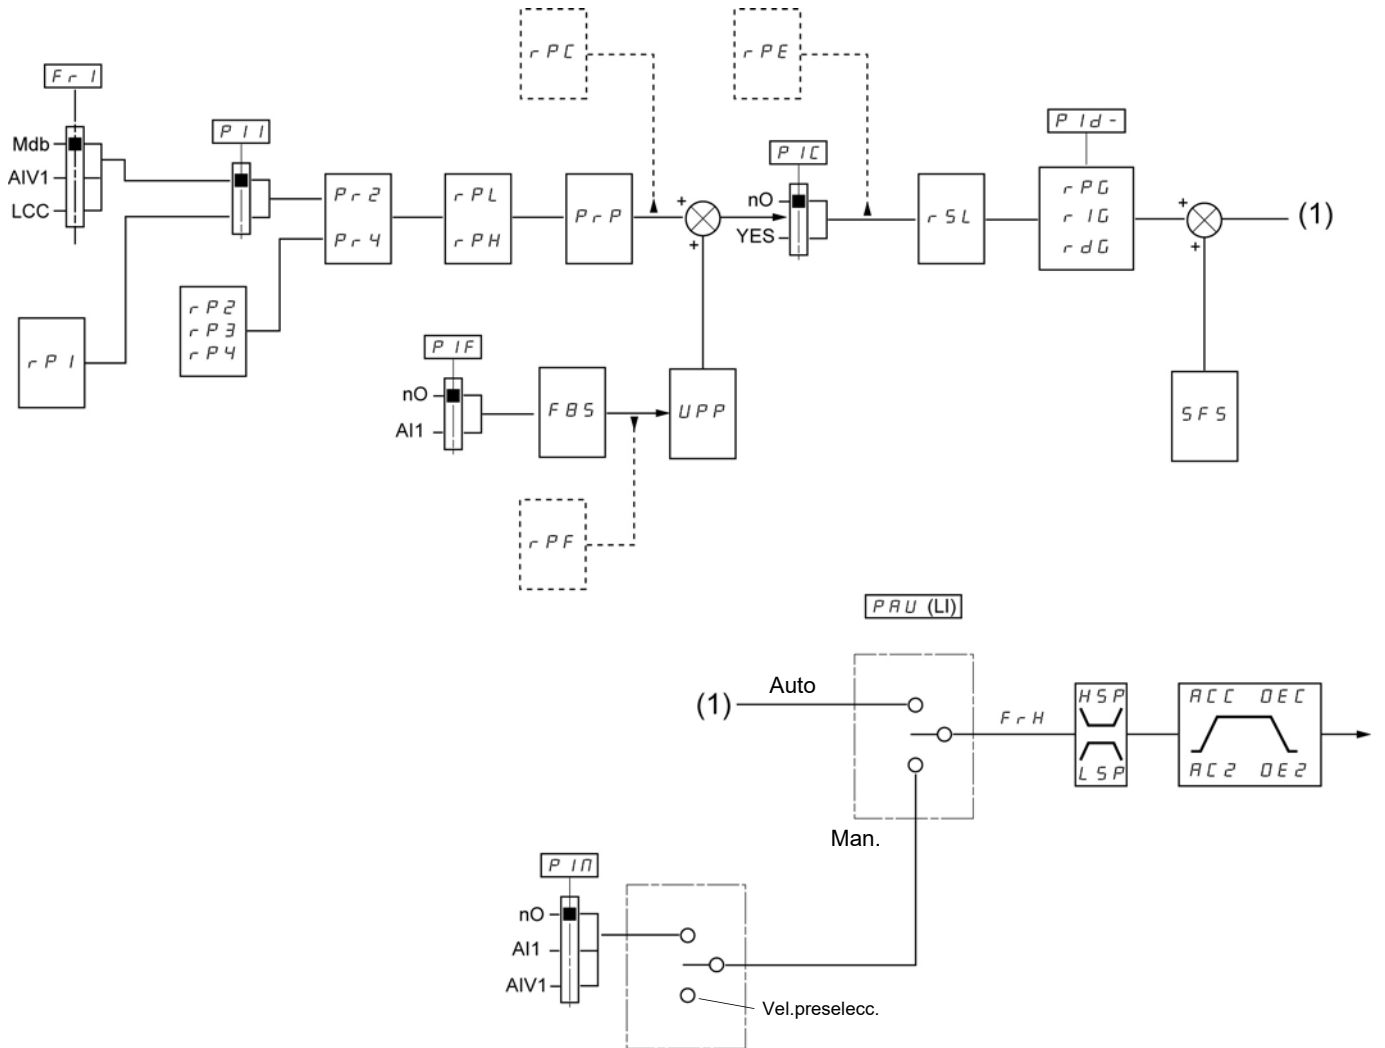 rPC
rPE
Fr1
Mdb
AIV1
LCC
PII
rP1
rP2
rP3
rP4
Pr2
Pr4
rPL
rPH
PrP
+
+
PIC
nO
YES
rSL
PId-
rPG
rIG
rdG
+
+
(1)
SFS
PIF
nO
AI1
FBS
UPP
rPF
PAU (LI)
(1)
Auto
Man.
FrH
HSP
LSP
ACC DEC
AC2 DE2
PIM
nO
AI1
AIV1
Vel.preselecc.